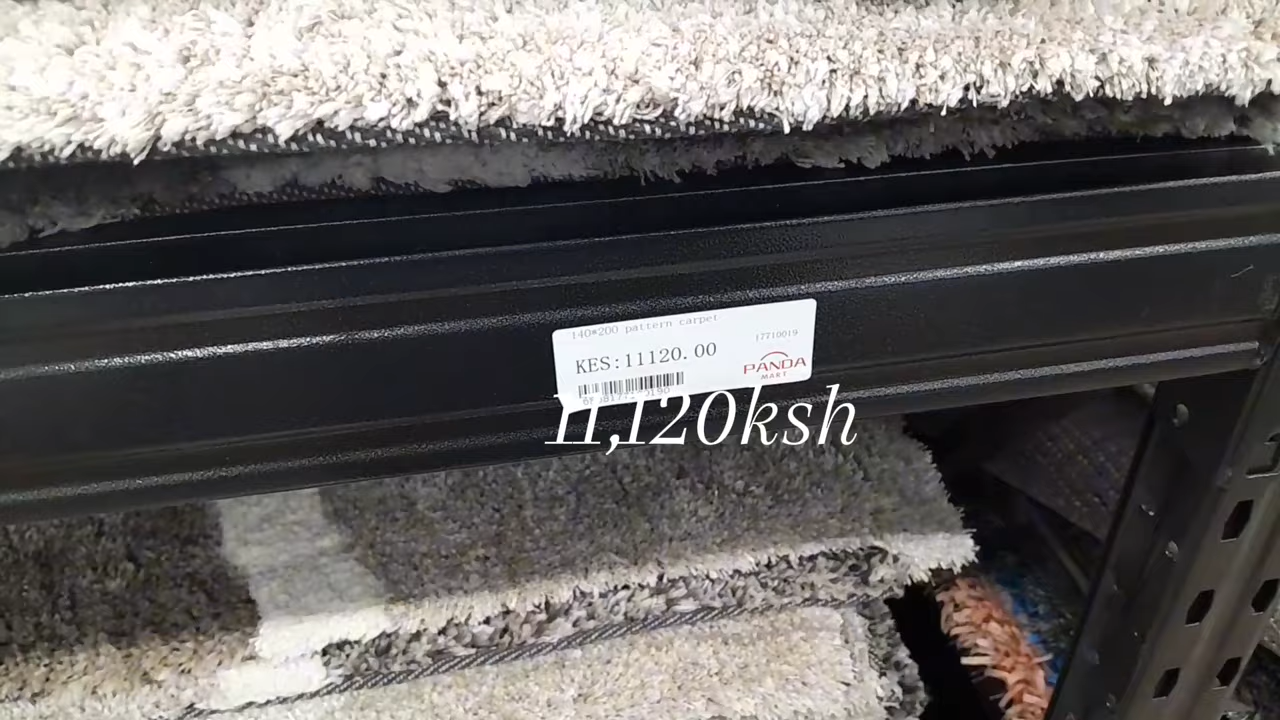 140*200 pattern carpet
17710019
KES:11120.00
PANDA
MART
11,120ksh